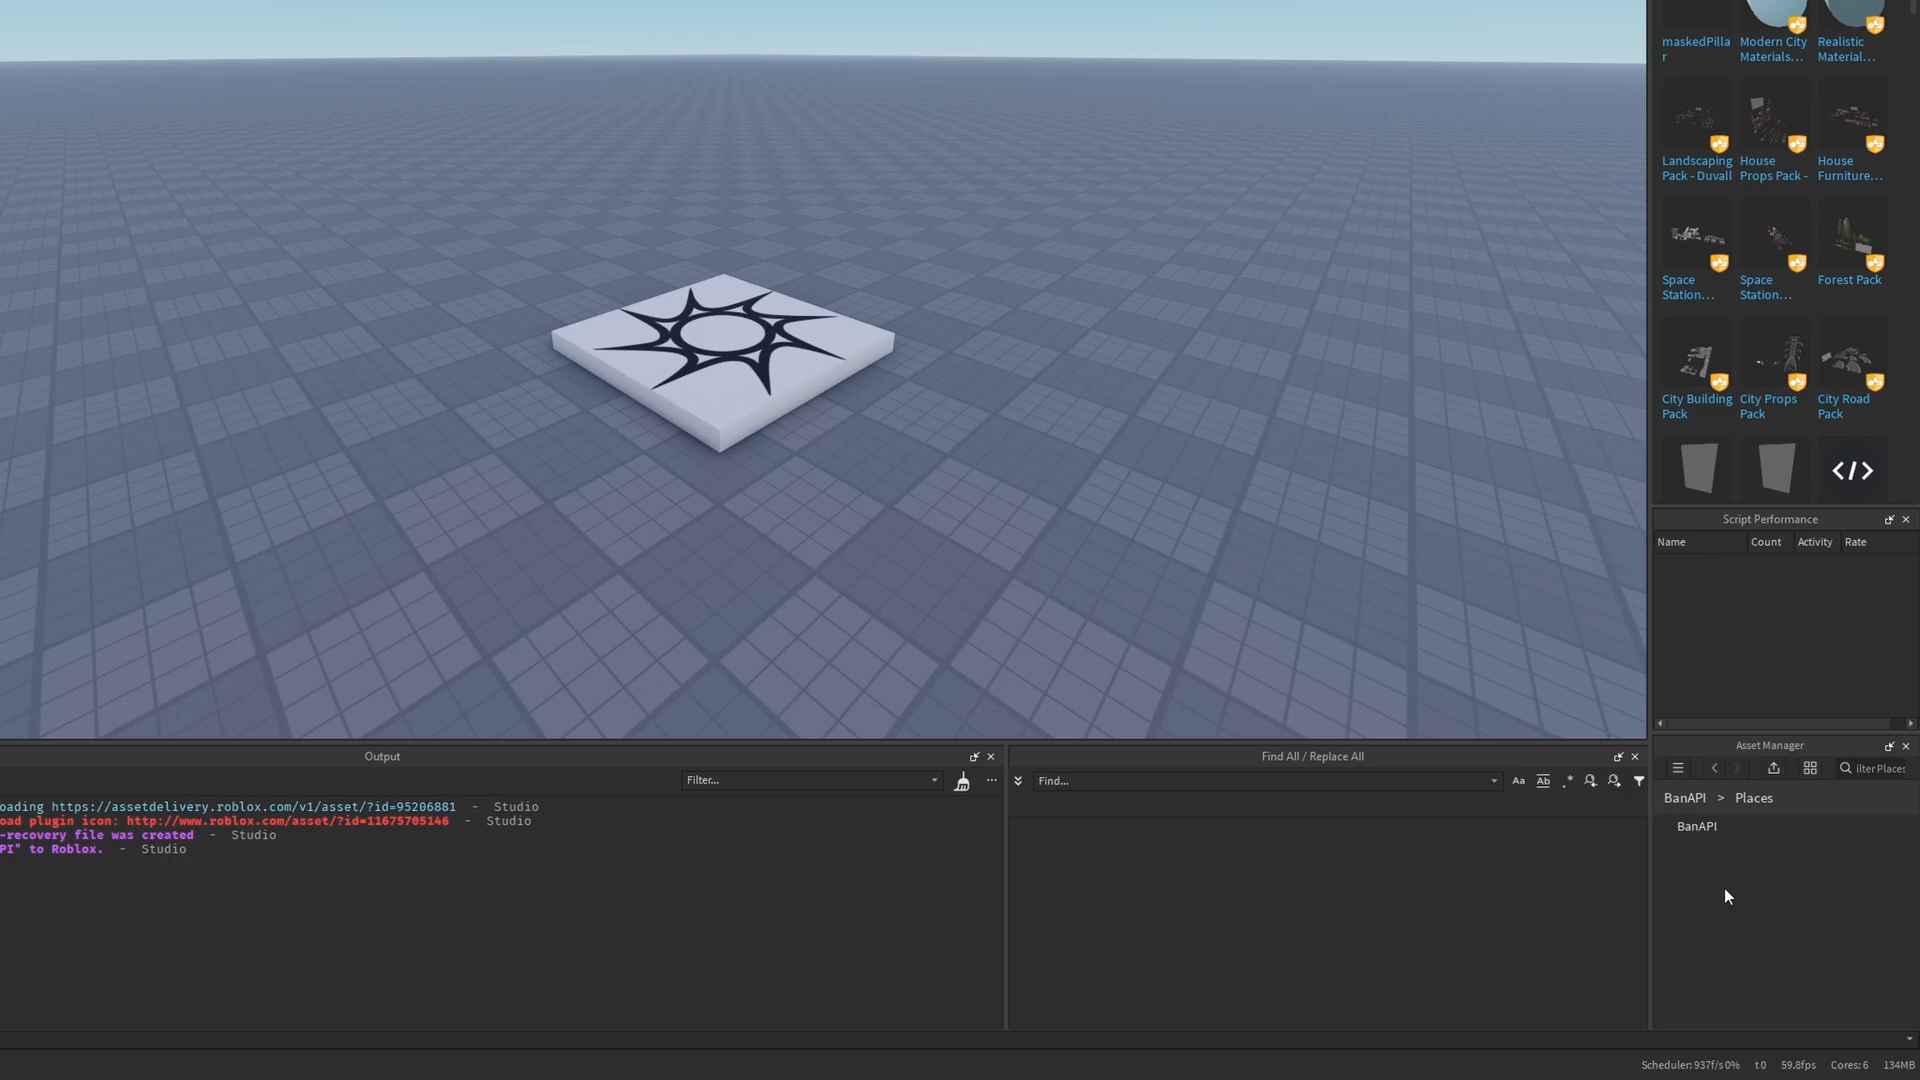 maskedPilla
r
Modern City
Materials...
Realistic
Material...
Landscaping
Pack - Duvall
House
Props Pack -
House
Furniture...
Space
Station...
Space
Station...
Forest Pack
City Building
Pack
City Props
Pack
City Road
Pack
</>
Script Performance
Name Count Activity Rate
Output
Filter...
oading https://assetdelivery.roblox.com/v1/asset/?id=95206881 - Studio
oad plugin icon: http://www.roblox.com/asset/?id=11675705146 - Studio
-recovery file was created - Studio
PI" to Roblox. - Studio
Find All / Replace All
Find...
Aa Ab .*
Asset Manager
ilter Places
BanAPI > Places
BanAPI
Scheduler: 937f/s 0% t 0 59.8fps Cores: 6 134MB